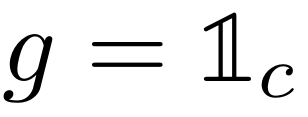 g = 𝟙_c